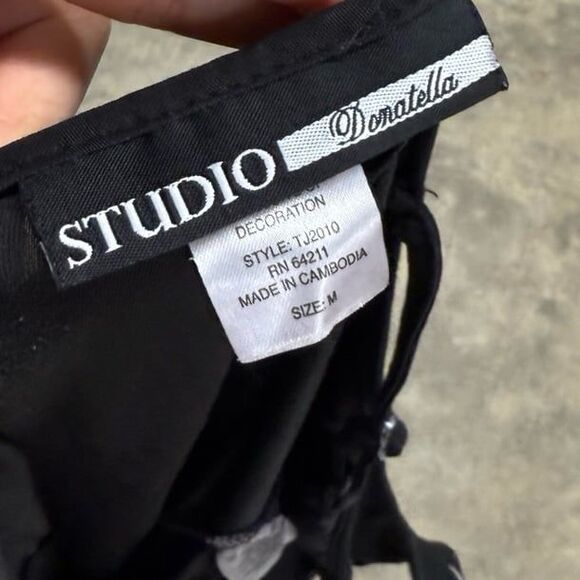 STUDIO Donatella
DECORATION
STYLE: TJ2010
RN 64211
MADE IN CAMBODIA
SIZE: M